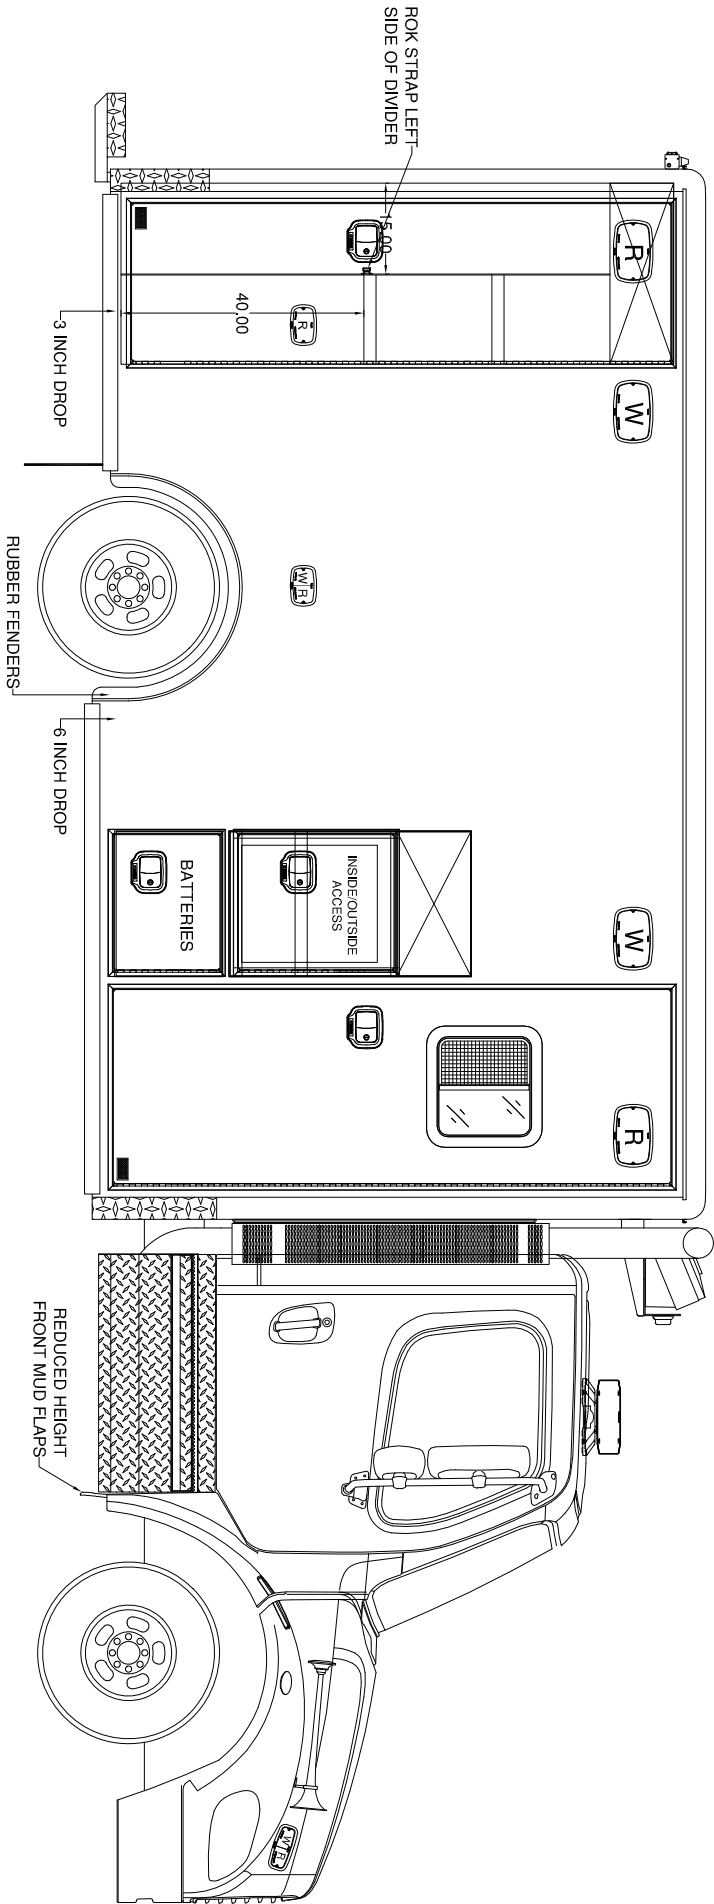 ROK STRAP LEFT
SIDE OF DIVIDER
15.00
R
40.00
R
3 INCH DROP
W
W R
RUBBER FENDERS
6 INCH DROP
BATTERIES
INSIDE/OUTSIDE
ACCESS
W
R
REDUCED HEIGHT
FRONT MUD FLAPS
W R